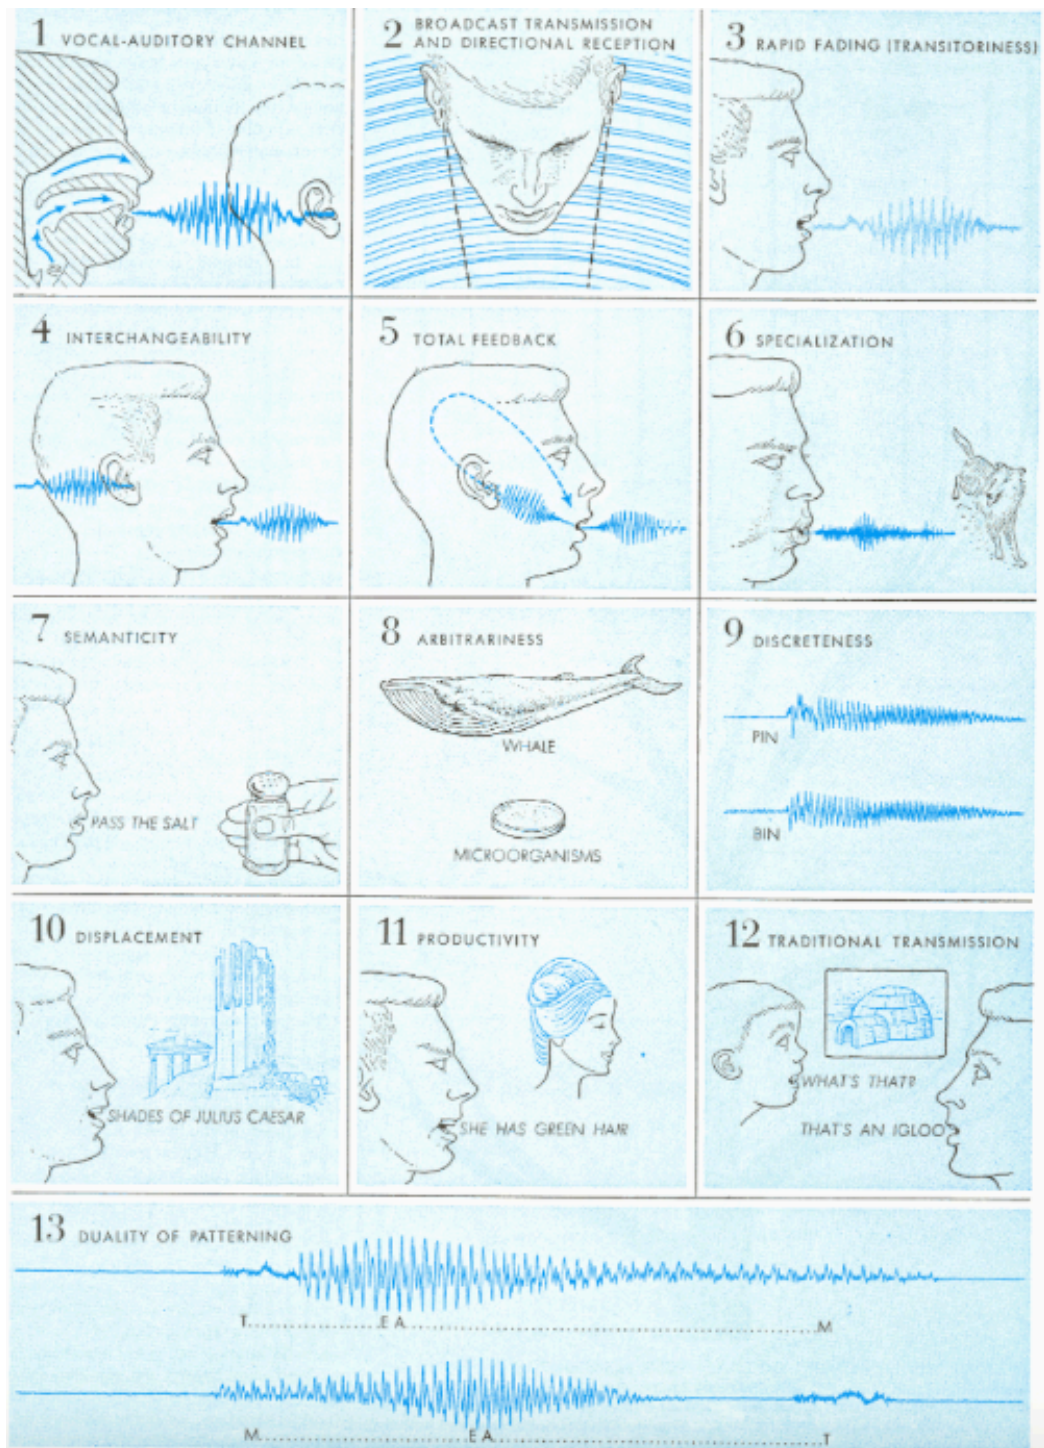 1 VOCAL-AUDITORY CHANNEL
2 BROADCAST TRANSMISSION
AND DIRECTIONAL RECEPTION
3 RAPID FADING (TRANSITORINESS)
4 INTERCHANGEABILITY
5 TOTAL FEEDBACK
6 SPECIALIZATION
7 SEMANTICITY
PASS THE SALT
8 ARBITRARINESS
WHALE
MICROORGANISMS
9 DISCRETENESS
PIN
BIN
10 DISPLACEMENT
SHADES OF JULIUS CAESAR
11 PRODUCTIVITY
SHE HAS GREEN HAIR
12 TRADITIONAL TRANSMISSION
WHAT'S THAT?
THAT'S AN IGLOO
13 DUALITY OF PATTERNING
T....................E A..............................................................M
M................................E A..................................................T